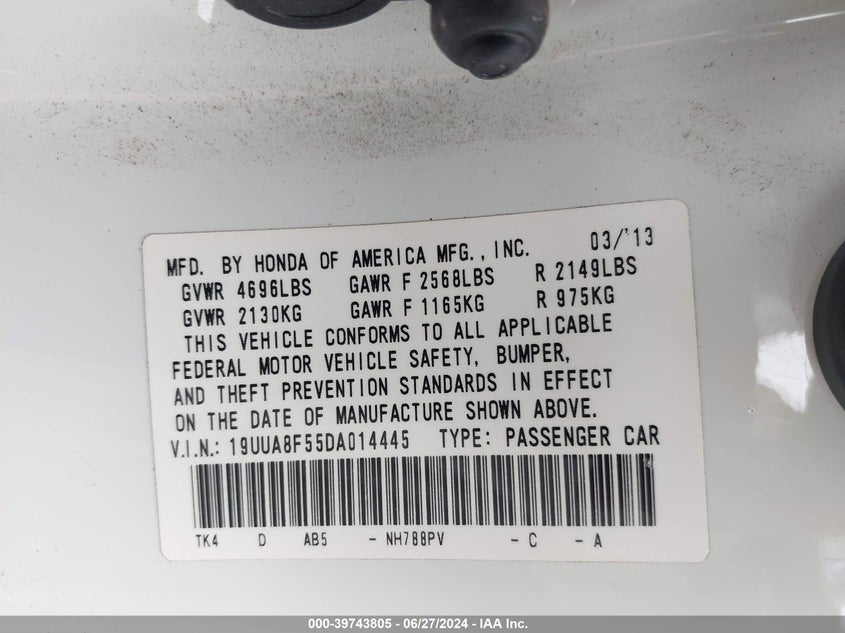 MFD. BY HONDA OF AMERICA MFG., INC. 03/'13
GVWR 4696LBS GAWR F 2568LBS R 2149LBS
GVWR 2130KG GAWR F 1165KG R 975KG
THIS VEHICLE CONFORMS TO ALL APPLICABLE
FEDERAL MOTOR VEHICLE SAFETY, BUMPER,
AND THEFT PREVENTION STANDARDS IN EFFECT
ON THE DATE OF MANUFACTURE SHOWN ABOVE.
V.I.N.: 19UUA8F55DA014445 TYPE: PASSENGER CAR
TK4 D AB5 - NH788PV - C - A
000-39743805 - 06/27/2024 - IAA Inc.